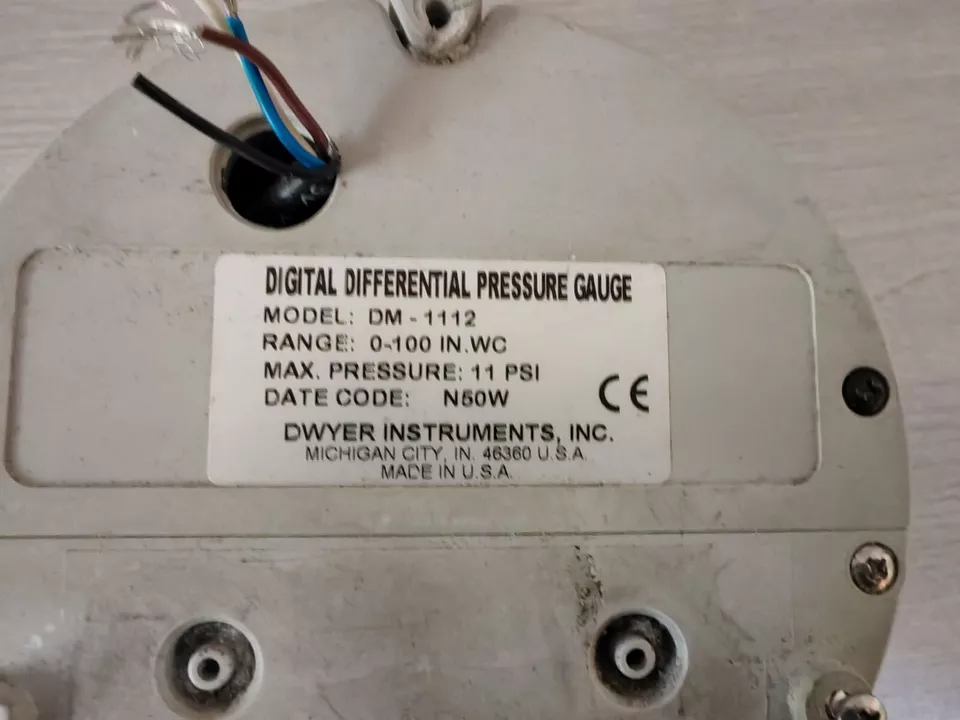 DIGITAL DIFFERENTIAL PRESSURE GAUGE
MODEL: DM - 1112
RANGE: 0-100 IN.WC
MAX. PRESSURE: 11 PSI
DATE CODE: N50W
CE
DWYER INSTRUMENTS, INC.
MICHIGAN CITY, IN. 46360 U.S.A.
MADE IN U.S.A.